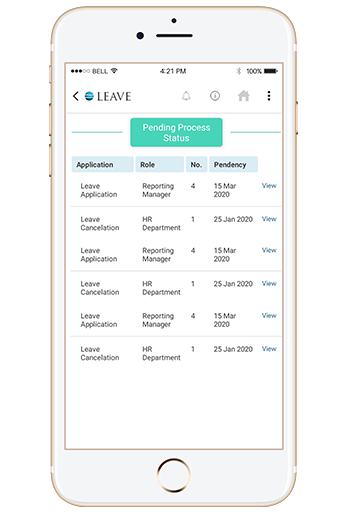 BELL 4:21 PM 100%
LEAVE
Pending Process
Status
Application Role No. Pendency
Leave Reporting 4 15 Mar View
Application Manager 2020
Leave HR 1 25 Jan 2020 View
Cancelation Department
Leave Reporting 4 15 Mar View
Application Manager 2020
Leave HR 1 25 Jan 2020 View
Cancelation Department
Leave Reporting 4 15 Mar View
Application Manager 2020
Leave HR 1 25 Jan 2020 View
Cancelation Department